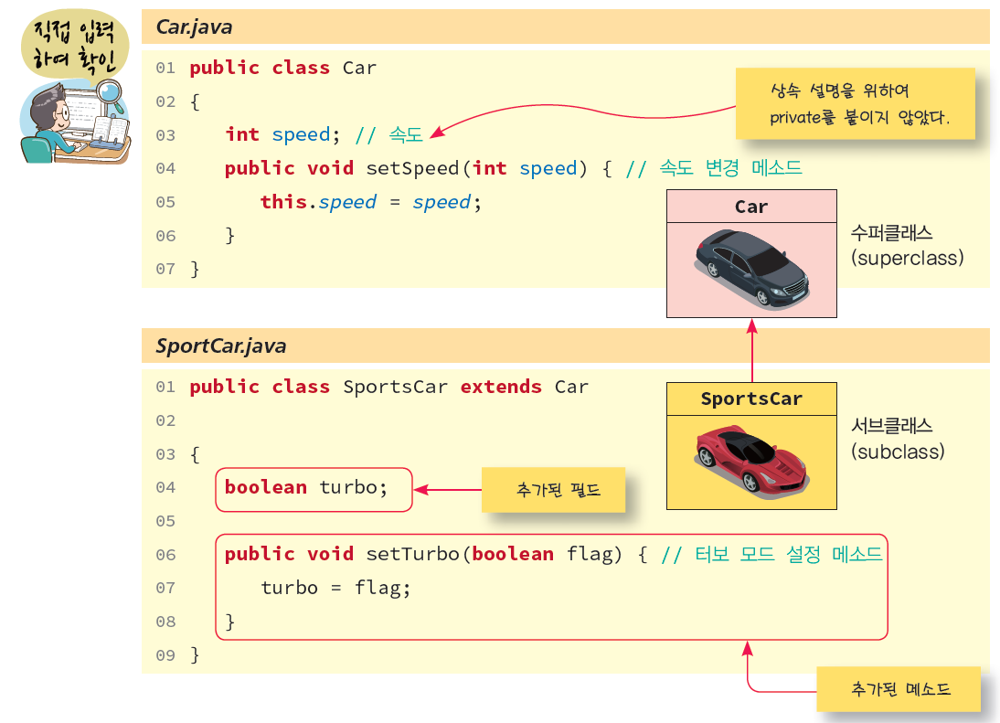 직접 입력
하여 확인
Car.java
01 public class Car
02 {
상속 설명을 위하여
private를 붙이지 않았다.
03 int speed; // 속도
04 public void setSpeed(int speed) { // 속도 변경 메소드
05 this.speed = speed;
06 }
07 }
Car
수퍼클래스
(superclass)
SportCar.java
01 public class SportsCar extends Car
02
03 {
04 boolean turbo;
추가된 필드
05
06 public void setTurbo(boolean flag) { // 터보 모드 설정 메소드
07 turbo = flag;
08 }
09 }
SportsCar
서브클래스
(subclass)
추가된 메소드